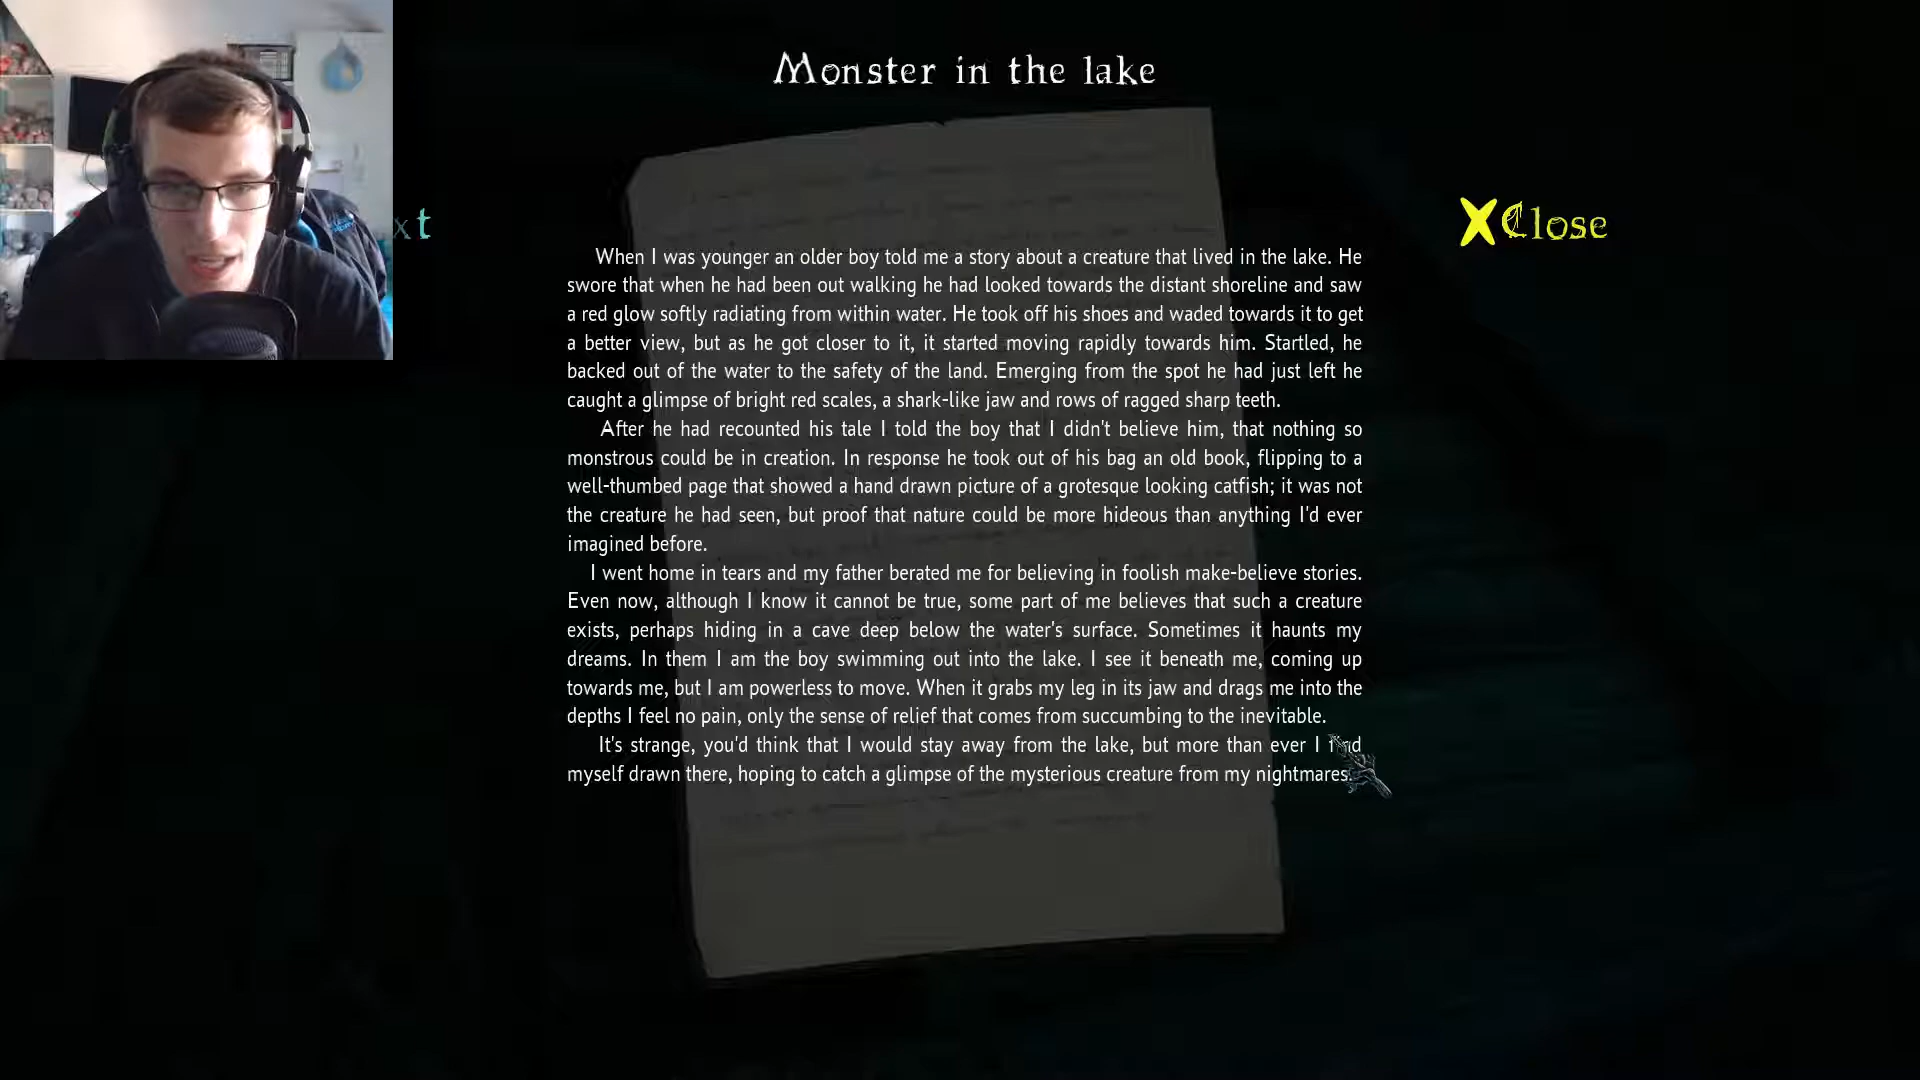 Monster in the lake
xt
XClose
When I was younger an older boy told me a story about a creature that lived in the lake. He
swore that when he had been out walking he had looked towards the distant shoreline and saw
a red glow softly radiating from within water. He took off his shoes and waded towards it to get
a better view, but as he got closer to it, it started moving rapidly towards him. Startled, he
backed out of the water to the safety of the land. Emerging from the spot he had just left he
caught a glimpse of bright red scales, a shark-like jaw and rows of ragged sharp teeth.
After he had recounted his tale I told the boy that I didn't believe him, that nothing so
monstrous could be in creation. In response he took out of his bag an old book, flipping to a
well-thumbed page that showed a hand drawn picture of a grotesque looking catfish; it was not
the creature he had seen, but proof that nature could be more hideous than anything I'd ever
imagined before.
I went home in tears and my father berated me for believing in foolish make-believe stories.
Even now, although I know it cannot be true, some part of me believes that such a creature
exists, perhaps hiding in a cave deep below the water's surface. Sometimes it haunts my
dreams. In them I am the boy swimming out into the lake. I see it beneath me, coming up
towards me, but I am powerless to move. When it grabs my leg in its jaw and drags me into the
depths I feel no pain, only the sense of relief that comes from succumbing to the inevitable.
It's strange, you'd think that I would stay away from the lake, but more than ever I find
myself drawn there, hoping to catch a glimpse of the mysterious creature from my nightmares.